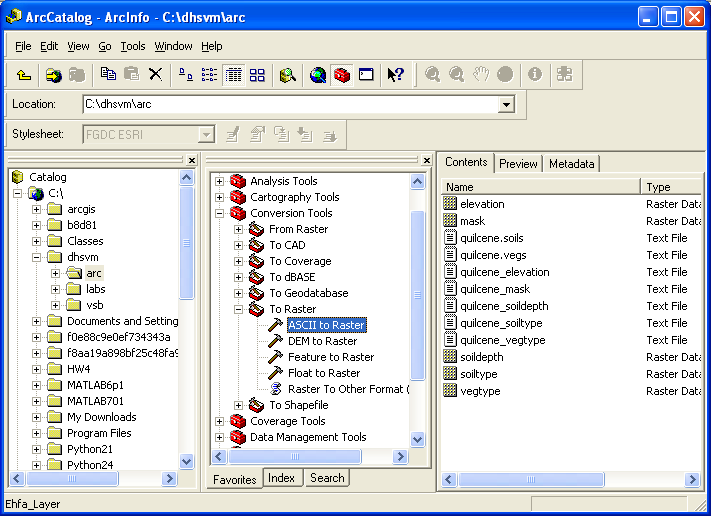 ArcCatalog - ArcInfo - C:\dhsvm\arc
File Edit View Go Tools Window Help
Location: C:\dhsvm\arc
Stylesheet: FGDC ESRI
Catalog
C:\
arcgis
b8d81
Classes
dhsvm
arc
labs
vsb
Documents and Setting
f0e88c9e0ef734343a
f8aa19a898bf25c48fa9
HW4
MATLAB6p1
MATLAB701
My Downloads
Program Files
Python21
Python24
Analysis Tools
Cartography Tools
Conversion Tools
From Raster
To CAD
To Coverage
To dBASE
To Geodatabase
To Raster
ASCII to Raster
DEM to Raster
Feature to Raster
Float to Raster
Raster To Other Format (
To Shapefile
Coverage Tools
Data Management Tools
Favorites Index Search
Contents Preview Metadata
Name Type
elevation Raster Data
mask Raster Data
quilcene.soils Text File
quilcene.vegs Text File
quilcene_elevation Text File
quilcene_mask Text File
quilcene_soildepth Text File
quilcene_soiltype Text File
quilcene_vegtype Text File
soildepth Raster Data
soiltype Raster Data
vegtype Raster Data
Ehfa_Layer